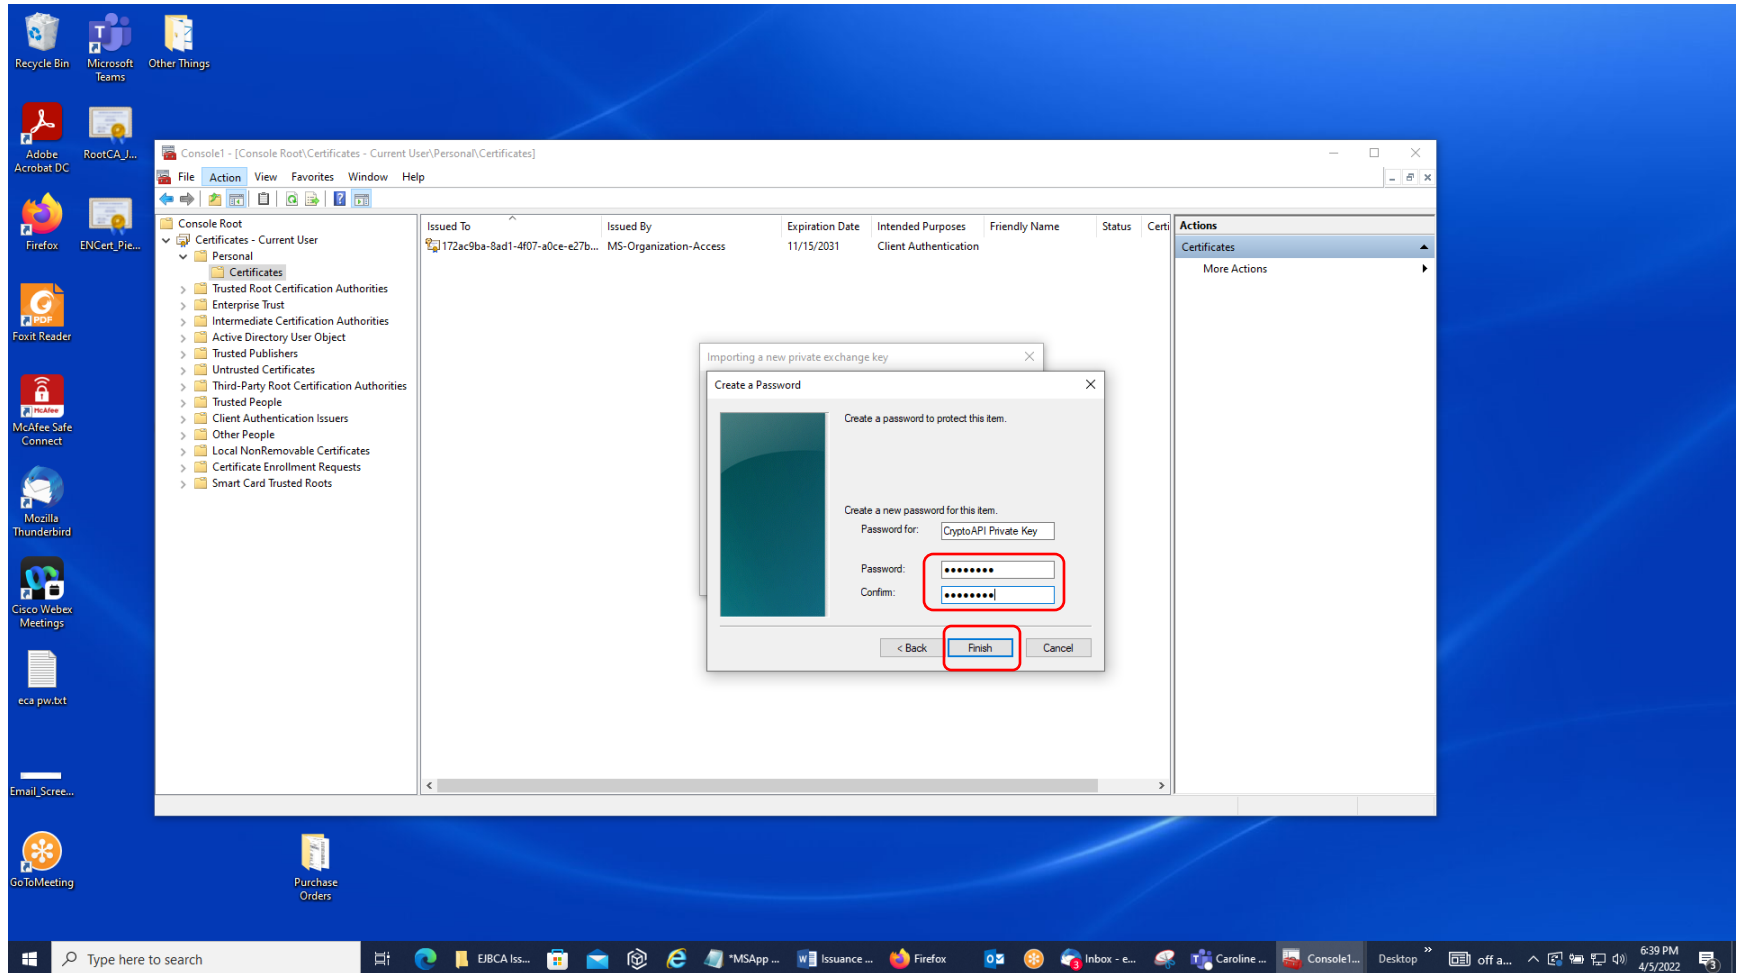 Recycle Bin
Microsoft
Teams
Other Things
Adobe
Acrobat DC
RootCA_J...
Firefox
ENCert_Pie...
PDF
Foxit Reader
McAfee
McAfee Safe
Connect
Mozilla
Thunderbird
Cisco Webex
Meetings
eca pw.txt
Email_Scree...
GoToMeeting
Purchase
Orders
Console1 - [Console Root\Certificates - Current User\Personal\Certificates]
File Action View Favorites Window Help
Console Root
Certificates - Current User
Personal
Certificates
Trusted Root Certification Authorities
Enterprise Trust
Intermediate Certification Authorities
Active Directory User Object
Trusted Publishers
Untrusted Certificates
Third-Party Root Certification Authorities
Trusted People
Client Authentication Issuers
Other People
Local NonRemovable Certificates
Certificate Enrollment Requests
Smart Card Trusted Roots
Issued To Issued By Expiration Date Intended Purposes Friendly Name Status Certi
172ac9ba-8ad1-4f07-a0ce-e27b... MS-Organization-Access 11/15/2031 Client Authentication
Actions
Certificates
More Actions
Importing a new private exchange key
Create a Password
Create a password to protect this item.
Create a new password for this item.
Password for: CryptoAPI Private Key
Password: ●●●●●●●●
Confirm: ●●●●●●●●
< Back Finish Cancel
Type here to search
EJBCA Iss... *MSApp ... Issuance ... Firefox Inbox - e... Caroline ... Console1... Desktop » off a...
6:39 PM
4/5/2022
3